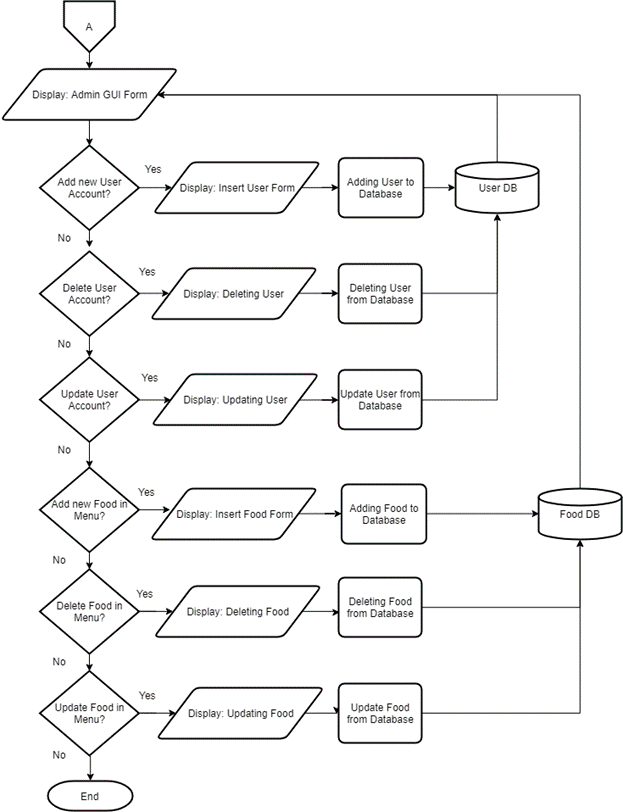 A
Display: Admin GUI Form
Add new User
Account?
Yes
Display: Insert User Form
Adding User to
Database
User DB
No
Delete User
Account?
Yes
Display: Deleting User
Deleting User
from Database
No
Update User
Account?
Yes
Display: Updating User
Update User from
Database
No
Add new Food in
Menu?
Yes
Display: Insert Food Form
Adding Food to
Database
Food DB
No
Delete Food in
Menu?
Yes
Display: Deleting Food
Deleting Food
from Database
No
Update Food in
Menu?
Yes
Display: Updating Food
Update Food
from Database
No
End